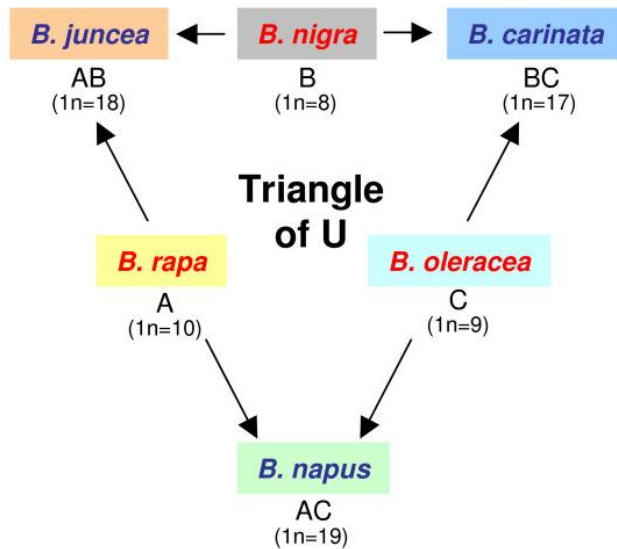 B. juncea
B. nigra
B. carinata
AB
(1n=18)
B
(1n=8)
BC
(1n=17)
Triangle
of U
B. rapa
A
(1n=10)
B. oleracea
C
(1n=9)
B. napus
AC
(1n=19)